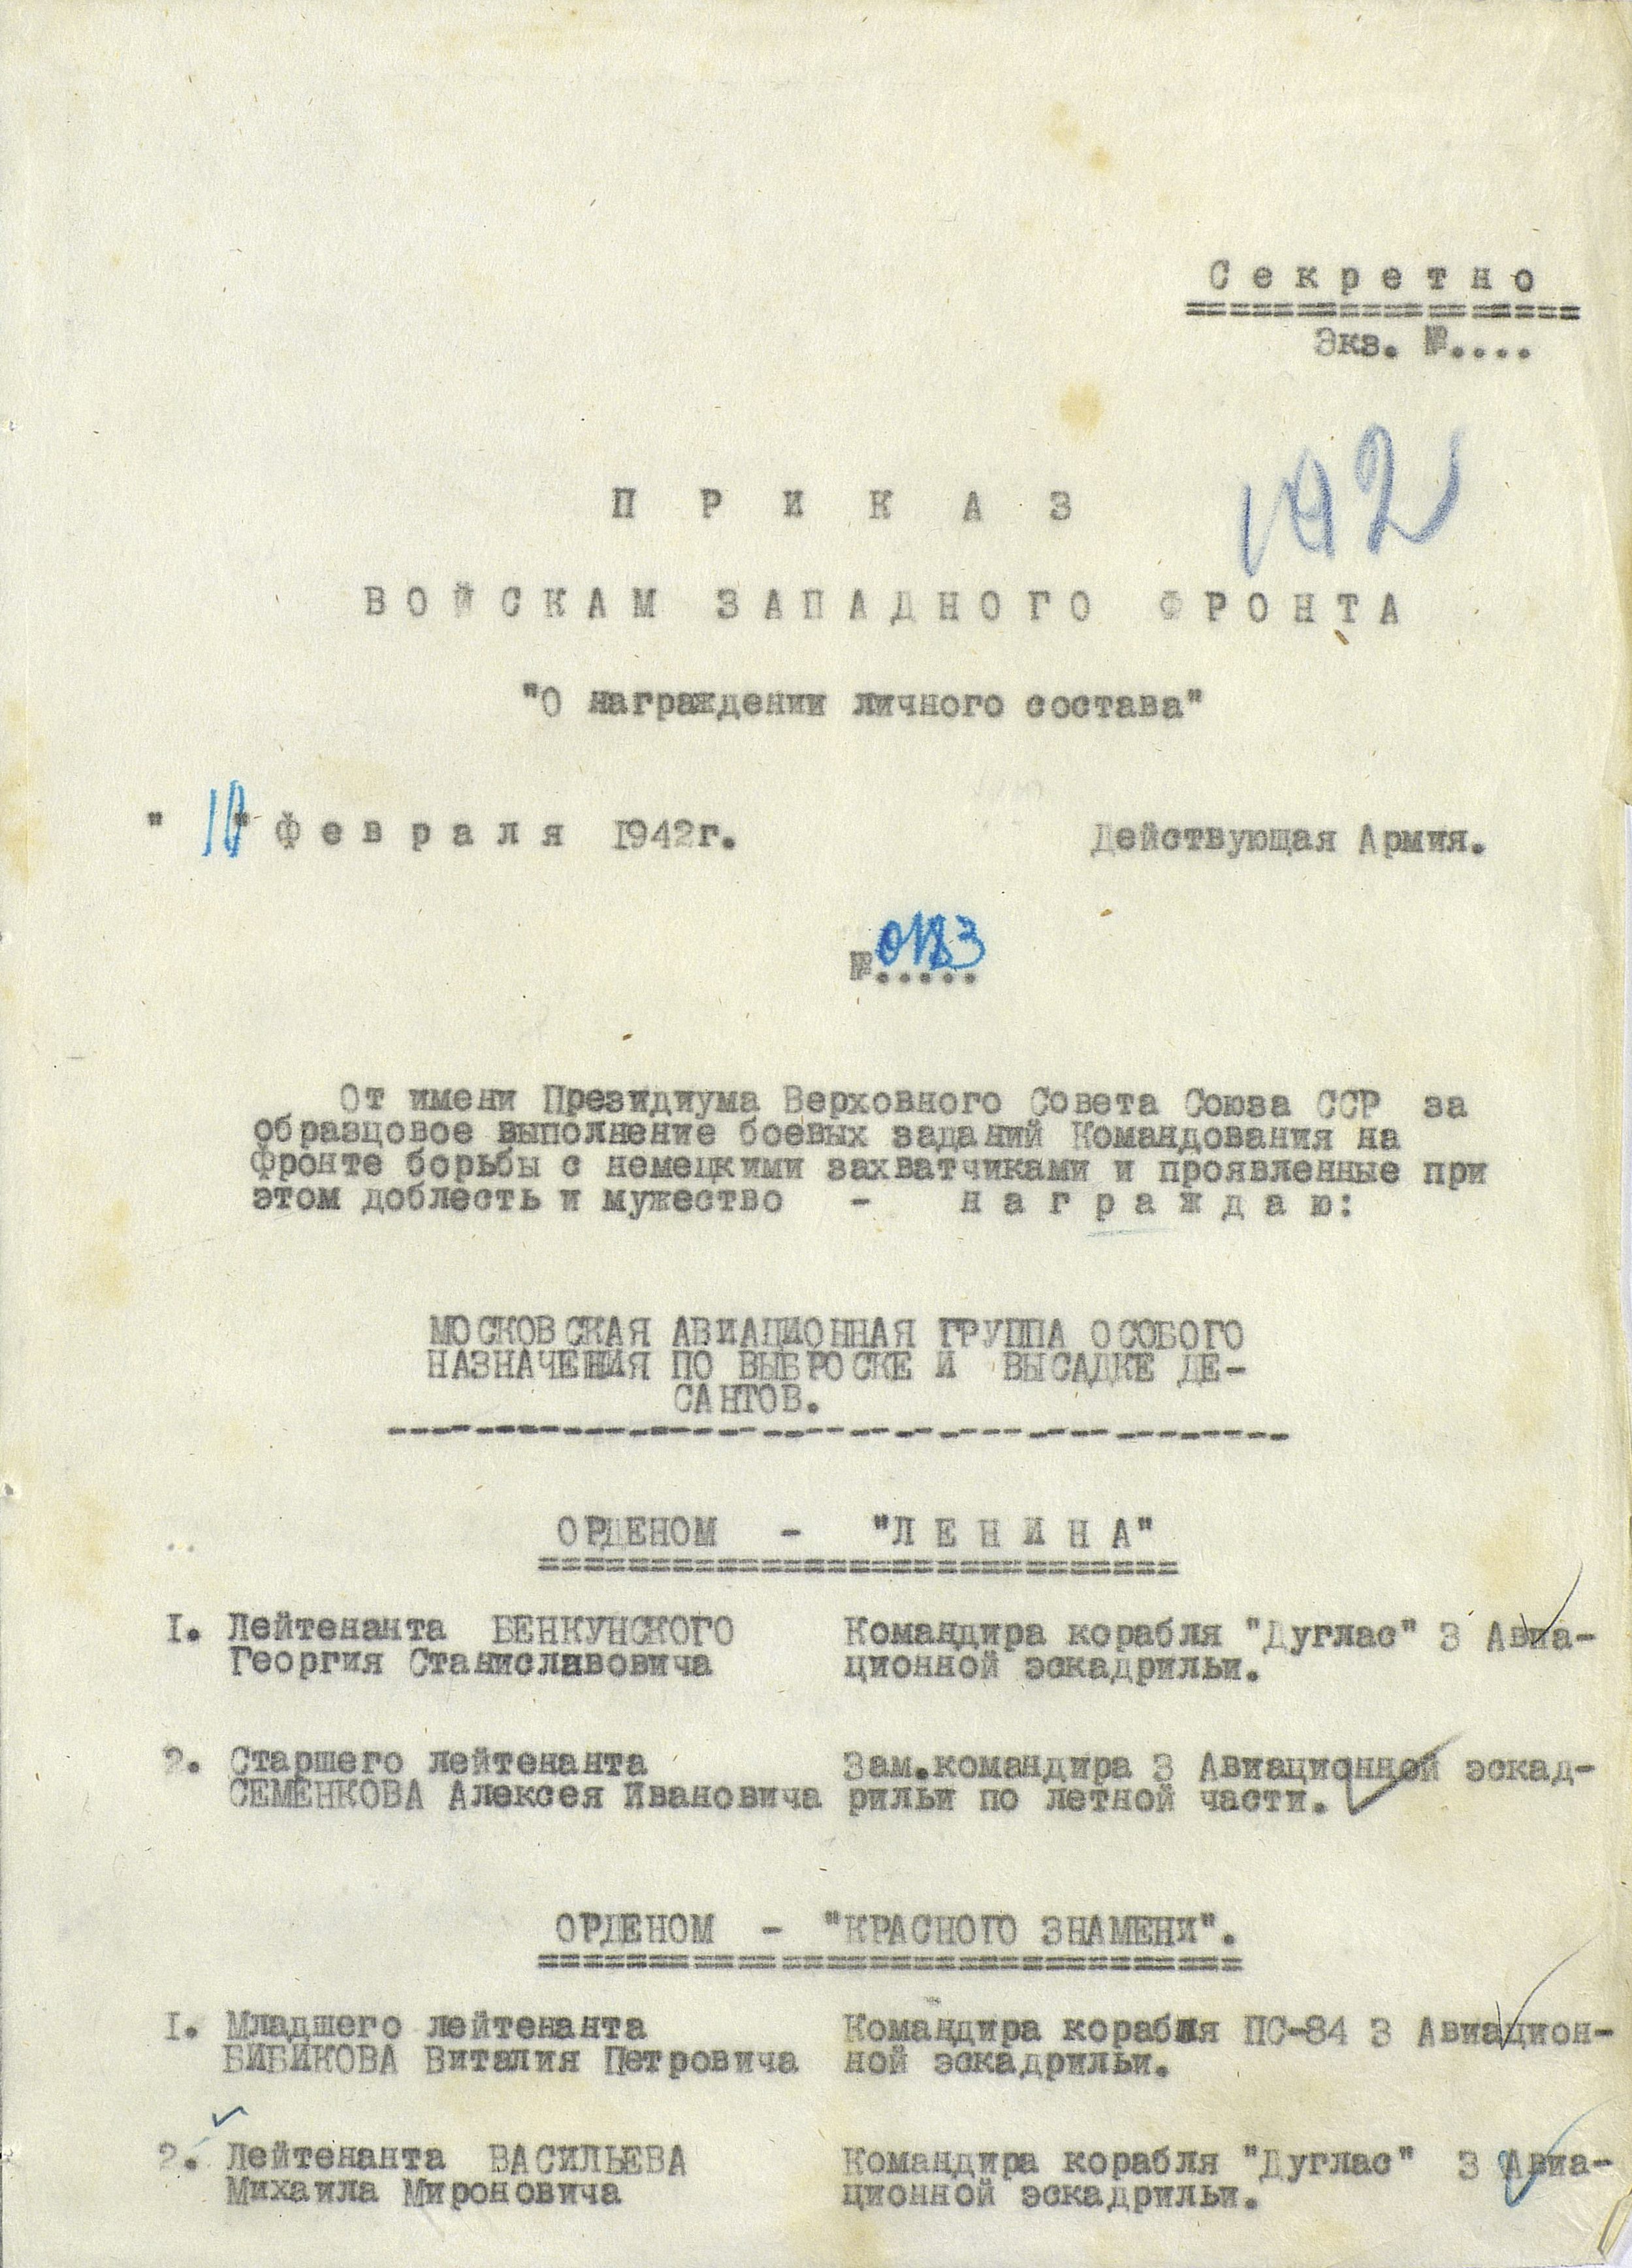 Секретно
Экз. №....
192
ПРИКАЗ
ВОЙСКАМ ЗАПАДНОГО ФРОНТА
"О награждении личного состава"
" 10 " февраля 1942г. Действующая Армия.
№.....
От имени Президиума Верховного Совета Союза ССР за
образцовое выполнение боевых заданий Командования на
фронте борьбы с немецкими захватчиками и проявленные при
этом доблесть и мужество - награждаю:
МОСКОВСКАЯ АВИАЦИОННАЯ ГРУППА ОСОБОГО
НАЗНАЧЕНИЯ ПО ВЫБРОСКЕ И ВЫСАДКЕ ДЕ-
САНТОВ.
ОРДЕНОМ - "ЛЕНИНА"
1. Лейтенанта БЕНКУНСКОГО Командира корабля "Дуглас" 3 Авиа-
Георгия Станиславовича ционной эскадрильи.
2. Старшего лейтенанта Зам.командира 3 Авиационной эскад-
СЕМЕНКОВА Алексея Ивановича рильи по летной части.
ОРДЕНОМ - "КРАСНОГО ЗНАМЕНИ".
1. Младшего лейтенанта Командира корабля ПС-84 3 Авиацион-
БИБИКОВА Виталия Петровича ной эскадрильи.
2. Лейтенанта ВАСИЛЬЕВА Командира корабля "Дуглас" 3 Авиа-
Михаила Мироновича ционной эскадрильи.